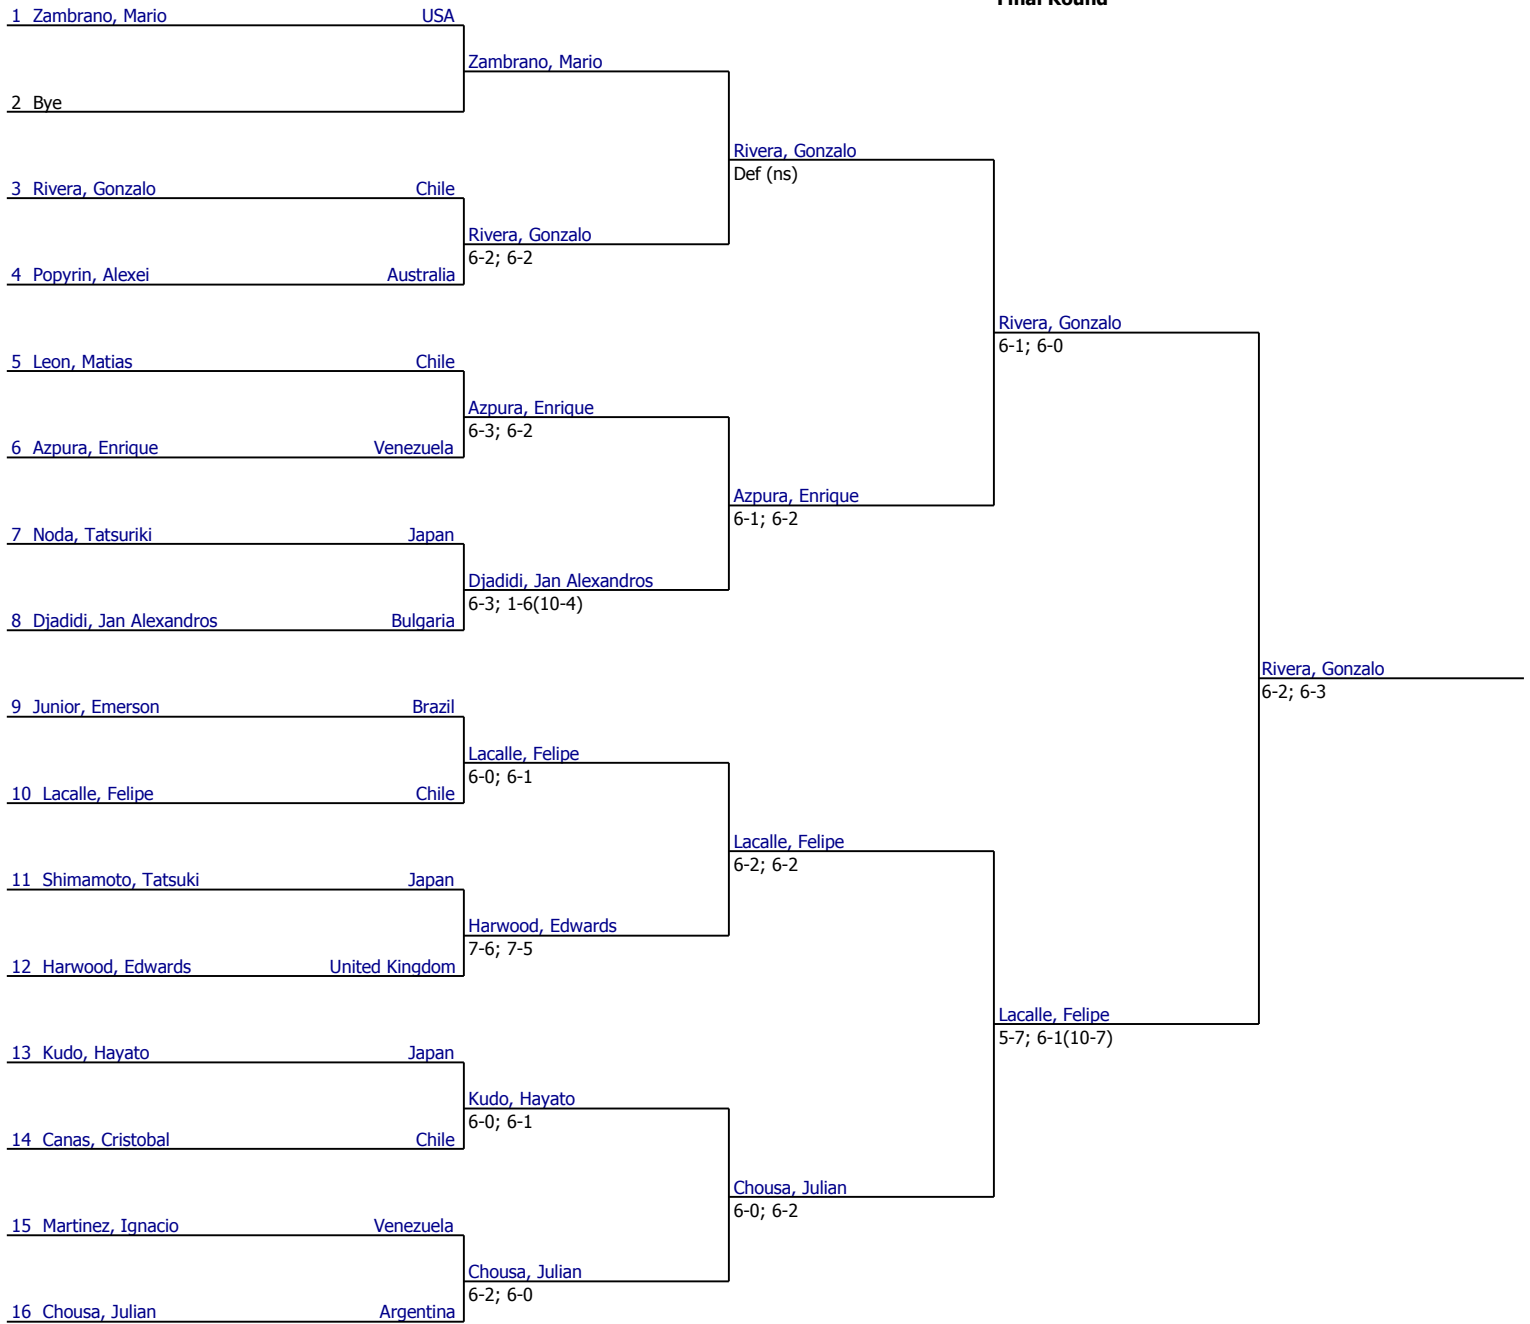 Final Round
1 Zambrano, Mario USA
Zambrano, Mario
2 Bye
Rivera, Gonzalo
Def (ns)
3 Rivera, Gonzalo Chile
Rivera, Gonzalo
6-2; 6-2
4 Popyrin, Alexei Australia
Rivera, Gonzalo
6-1; 6-0
5 Leon, Matias Chile
Azpura, Enrique
6-3; 6-2
6 Azpura, Enrique Venezuela
Azpura, Enrique
6-1; 6-2
7 Noda, Tatsuriki Japan
Djadidi, Jan Alexandros
6-3; 1-6(10-4)
8 Djadidi, Jan Alexandros Bulgaria
Rivera, Gonzalo
6-2; 6-3
9 Junior, Emerson Brazil
Lacalle, Felipe
6-0; 6-1
10 Lacalle, Felipe Chile
Lacalle, Felipe
6-2; 6-2
11 Shimamoto, Tatsuki Japan
Harwood, Edwards
7-6; 7-5
12 Harwood, Edwards United Kingdom
Lacalle, Felipe
5-7; 6-1(10-7)
13 Kudo, Hayato Japan
Kudo, Hayato
6-0; 6-1
14 Canas, Cristobal Chile
Chousa, Julian
6-0; 6-2
15 Martinez, Ignacio Venezuela
Chousa, Julian
6-2; 6-0
16 Chousa, Julian Argentina